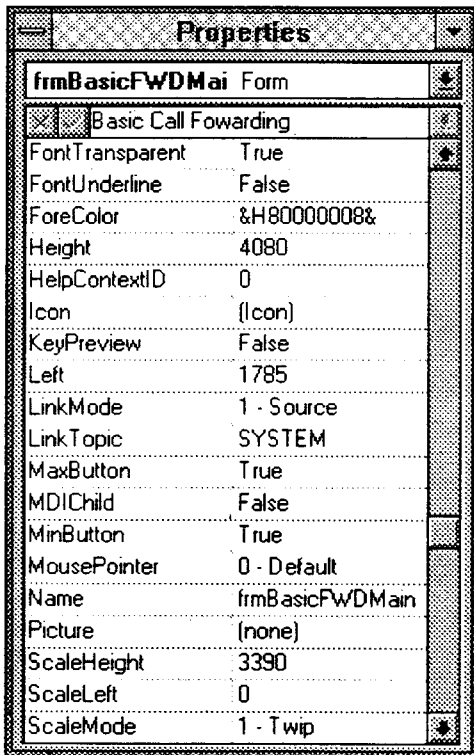 Properties
frmBasicFWDMai Form
Basic Call Fowarding
FontTransparent True
FontUnderline False
ForeColor &H80000008&
Height 4080
HelpContextID 0
Icon (Icon)
KeyPreview False
Left 1785
LinkMode 1 - Source
LinkTopic SYSTEM
MaxButton True
MDIChild False
MinButton True
MousePointer 0 - Default
Name frmBasicFWDMain
Picture (none)
ScaleHeight 3390
ScaleLeft 0
ScaleMode 1 - Twip